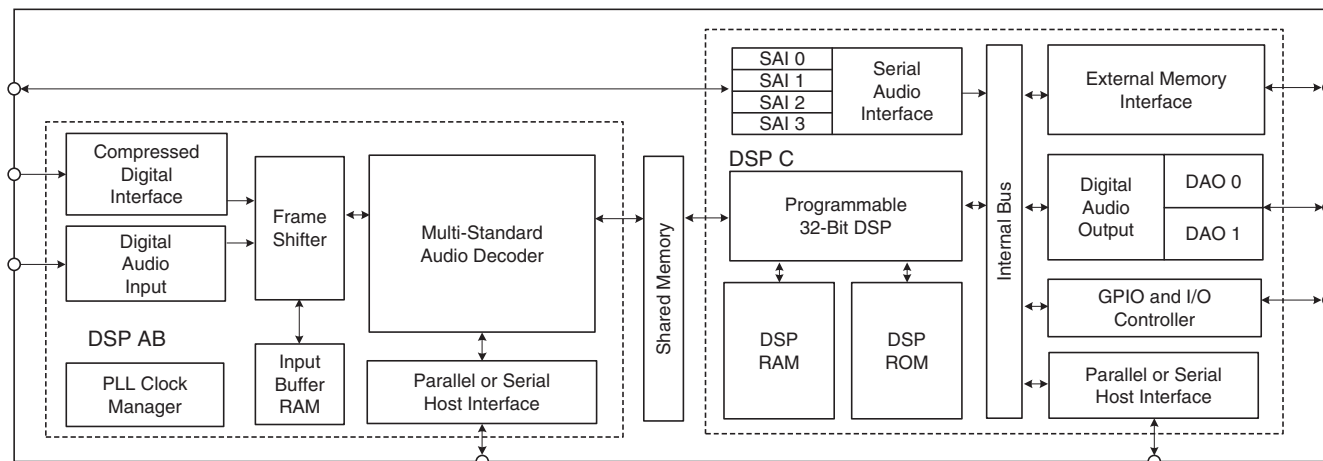 Compressed
Digital
Interface
Digital
Audio
Input
DSP AB
PLL Clock
Manager
Frame
Shifter
Input
Buffer
RAM
Multi-Standard
Audio Decoder
Parallel or Serial
Host Interface
Shared Memory
SAI 0
SAI 1
SAI 2
SAI 3
Serial
Audio
Interface
DSP C
Programmable
32-Bit DSP
DSP
RAM
DSP
ROM
Internal Bus
External Memory
Interface
Digital
Audio
Output
DAO 0
DAO 1
GPIO and I/O
Controller
Parallel or Serial
Host Interface